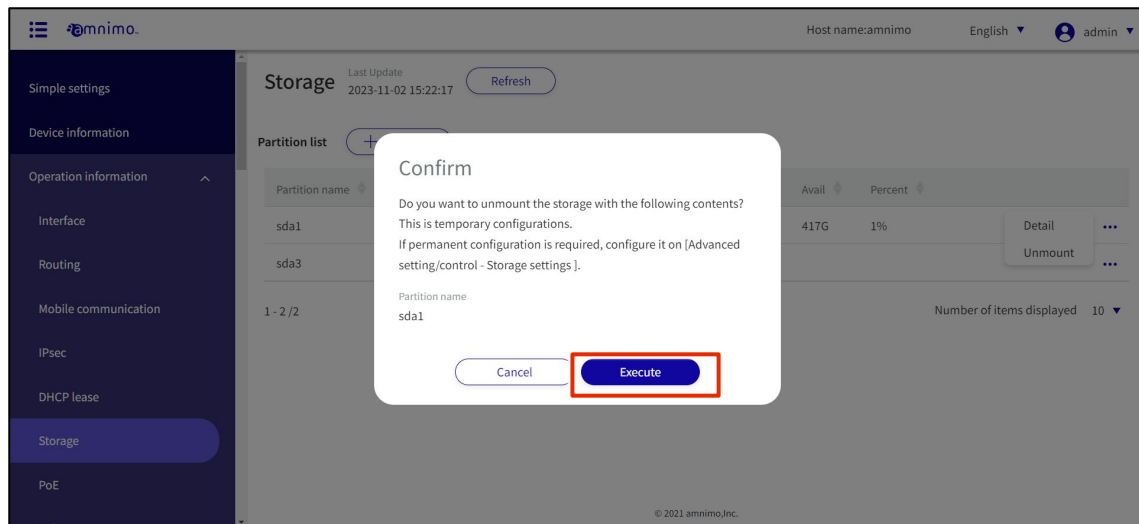 amnimo
Host name:amnimo
English
admin
Simple settings
Device information
Operation information
Interface
Routing
Mobile communication
IPsec
DHCP lease
Storage
PoE
Storage
Last Update
2023-11-02 15:22:17
Refresh
Partition list
+
Partition name
Avail
Percent
sda1
417G
1%
Detail
Unmount
sda3
1 - 2 /2
Number of items displayed 10
Confirm
Do you want to unmount the storage with the following contents?
This is temporary configurations.
If permanent configuration is required, configure it on [Advanced
setting/control - Storage settings ].
Partition name
sda1
Cancel
Execute
© 2021 amnimo,Inc.